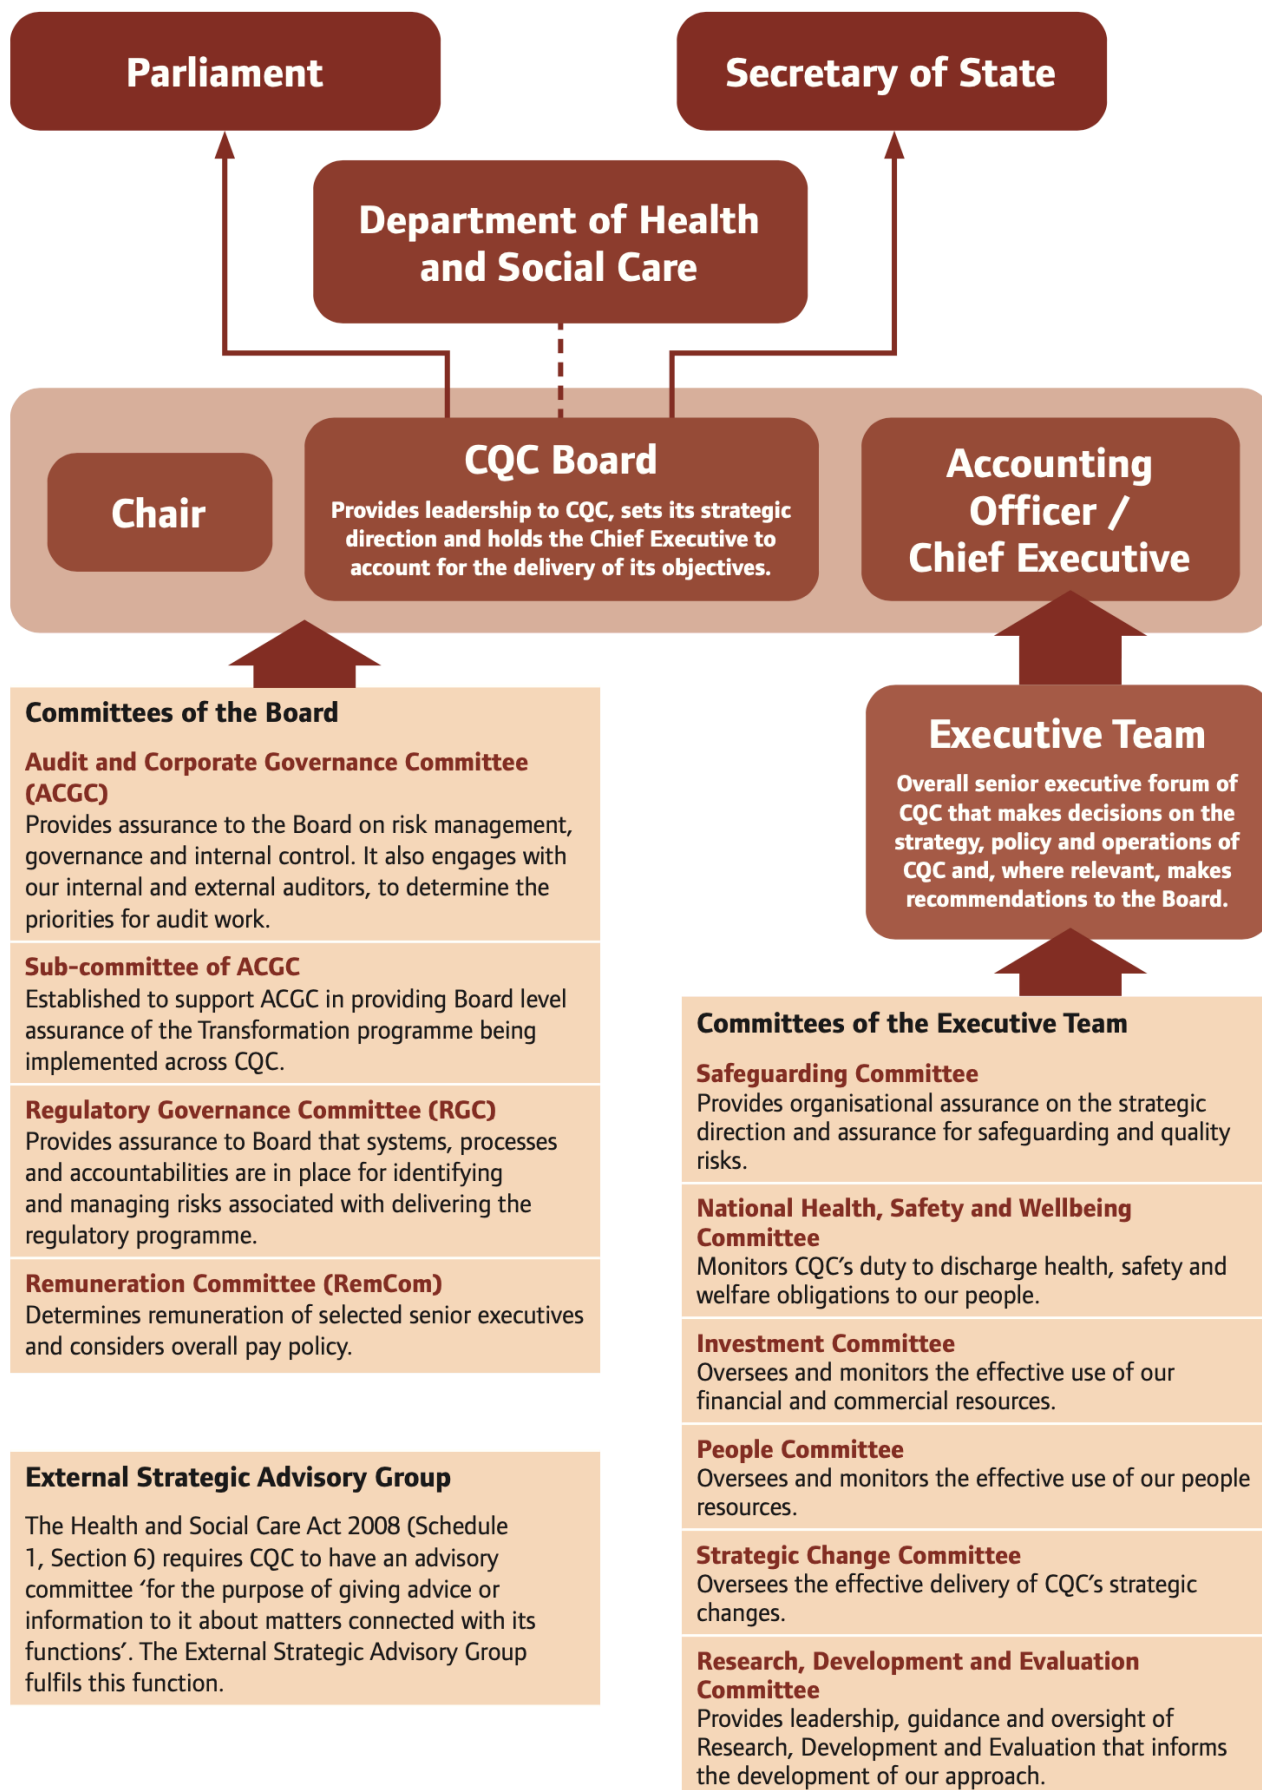 Parliament
Secretary of State
Department of Health
and Social Care
Chair
CQC Board
Provides leadership to CQC, sets its strategic
direction and holds the Chief Executive to
account for the delivery of its objectives.
Accounting
Officer /
Chief Executive
Committees of the Board
Audit and Corporate Governance Committee
(ACGC)
Provides assurance to the Board on risk management,
governance and internal control. It also engages with
our internal and external auditors, to determine the
priorities for audit work.
Sub-committee of ACGC
Established to support ACGC in providing Board level
assurance of the Transformation programme being
implemented across CQC.
Regulatory Governance Committee (RGC)
Provides assurance to Board that systems, processes
and accountabilities are in place for identifying
and managing risks associated with delivering the
regulatory programme.
Remuneration Committee (RemCom)
Determines remuneration of selected senior executives
and considers overall pay policy.
External Strategic Advisory Group
The Health and Social Care Act 2008 (Schedule
1, Section 6) requires CQC to have an advisory
committee ‘for the purpose of giving advice or
information to it about matters connected with its
functions’. The External Strategic Advisory Group
fulfils this function.
Executive Team
Overall senior executive forum of
CQC that makes decisions on the
strategy, policy and operations of
CQC and, where relevant, makes
recommendations to the Board.
Committees of the Executive Team
Safeguarding Committee
Provides organisational assurance on the strategic
direction and assurance for safeguarding and quality
risks.
National Health, Safety and Wellbeing
Committee
Monitors CQC’s duty to discharge health, safety and
welfare obligations to our people.
Investment Committee
Oversees and monitors the effective use of our
financial and commercial resources.
People Committee
Oversees and monitors the effective use of our people
resources.
Strategic Change Committee
Oversees the effective delivery of CQC’s strategic
changes.
Research, Development and Evaluation
Committee
Provides leadership, guidance and oversight of
Research, Development and Evaluation that informs
the development of our approach.